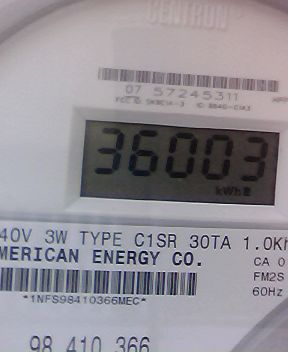 CENTRON
07 57245311
36003
kWh
40V 3W TYPE C1SR 30TA 1.0Kh
MERICAN ENERGY CO.
CA 0
FM2S
*1NFS98410366MEC*
60Hz
98 410 366